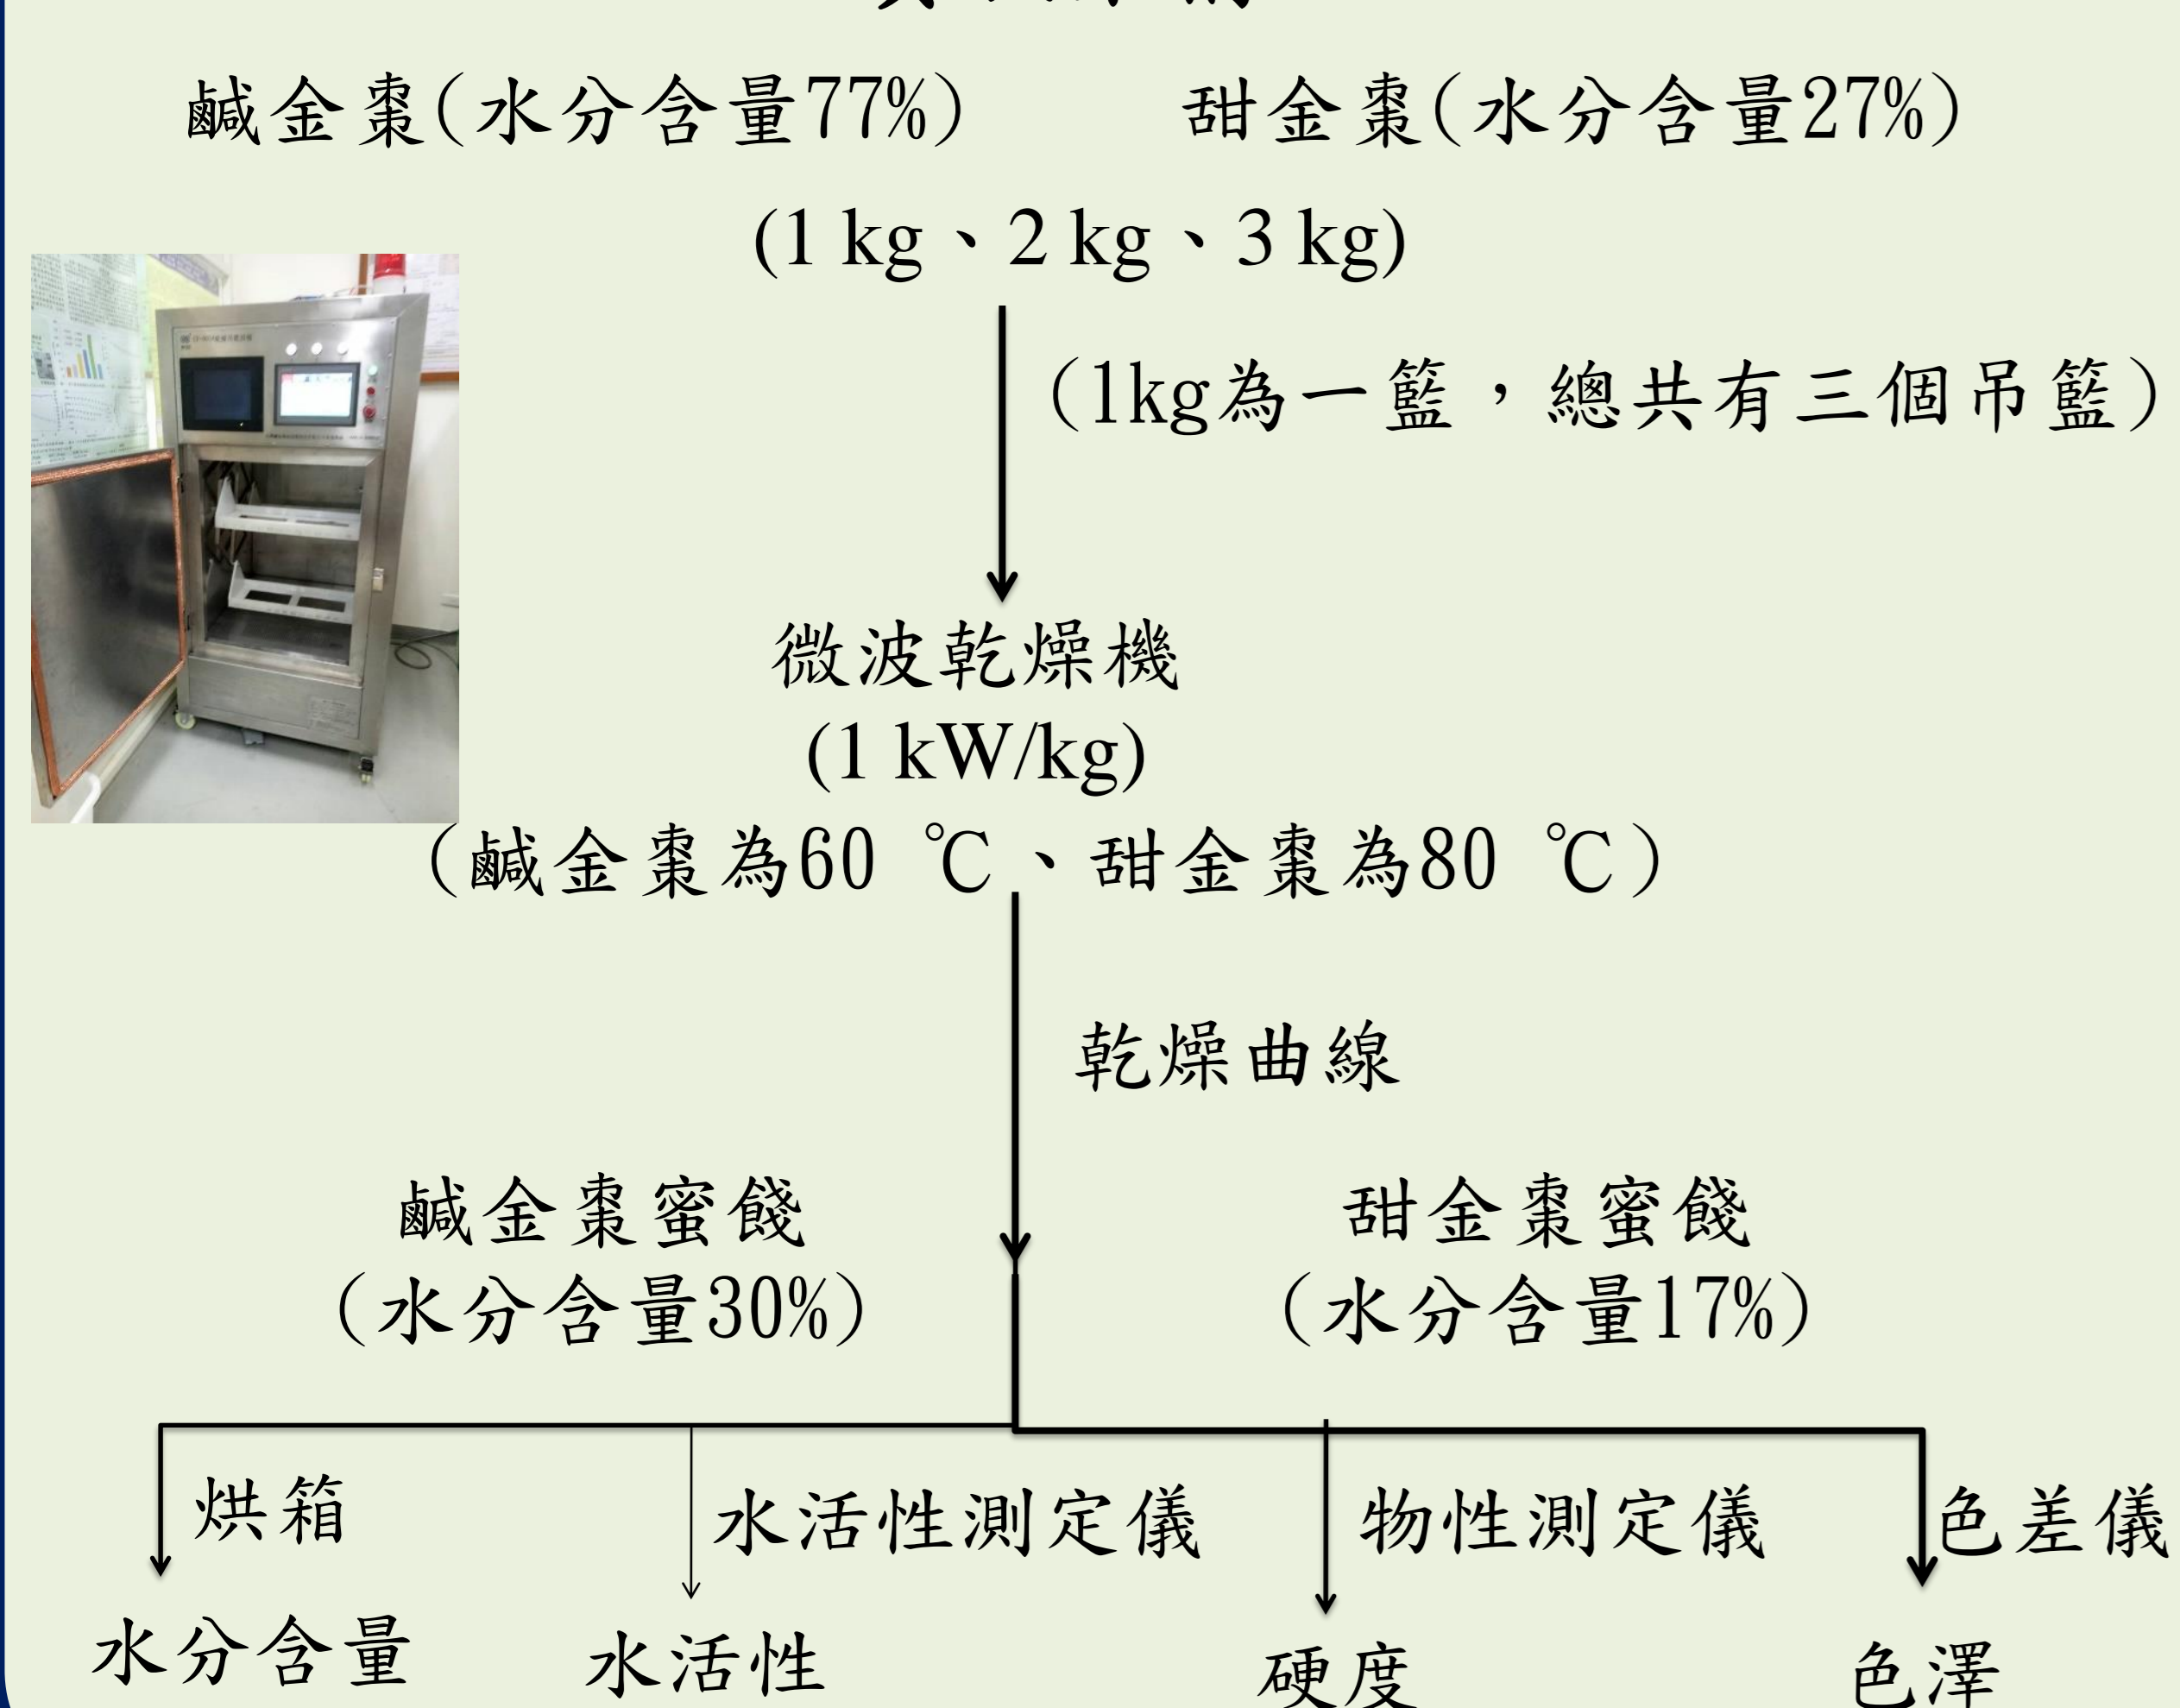 鹹金棗(水分含量77%) 甜金棗(水分含量27%)
(1 kg、2 kg、3 kg)
(1kg為一籃,總共有三個吊籃)
微波乾燥機
(1 kW/kg)
(鹹金棗為60 ℃、甜金棗為80 ℃)
乾燥曲線
鹹金棗蜜餞
(水分含量30%)
甜金棗蜜餞
(水分含量17%)
烘箱 水活性測定儀 物性測定儀 色差儀
水分含量 水活性 硬度 色澤